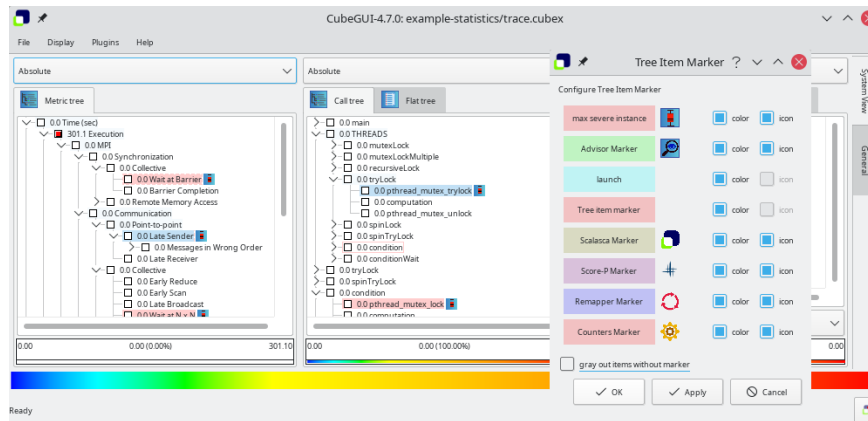 CubeGUI-4.7.0: example-statistics/trace.cubex
File Display Plugins Help
Absolute
Metric tree
0.0 Time (sec)
301.1 Execution
0.0 MPI
0.0 Synchronization
0.0 Collective
0.0 Wait at Barrier
0.0 Barrier Completion
0.0 Remote Memory Access
0.0 Communication
0.0 Point-to-point
0.0 Late Sender
0.0 Messages in Wrong Order
0.0 Late Receiver
0.0 Collective
0.0 Early Reduce
0.0 Early Scan
0.0 Late Broadcast
0.0 Wait at N x N
0.00 0.00 (0.00%) 301.10
Absolute
Call tree Flat tree
0.0 main
0.0 THREADS
0.0 mutexLock
0.0 mutexLockMultiple
0.0 recursiveLock
0.0 tryLock
0.0 pthread_mutex_trylock
0.0 computation
0.0 pthread_mutex_unlock
0.0 spinLock
0.0 spinTryLock
0.0 condition
0.0 conditionWait
0.0 tryLock
0.0 spinTryLock
0.0 condition
0.0 pthread_mutex_lock
0.0 computation
0.00 0.00 (100.00%)
0.00
System View
General
Tree Item Marker
Configure Tree Item Marker
max severe instance color icon
Advisor Marker color icon
launch color icon
Tree item marker color icon
Scalasca Marker color icon
Score-P Marker color icon
Remapper Marker color icon
Counters Marker color icon
gray out items without marker
OK Apply Cancel
Ready